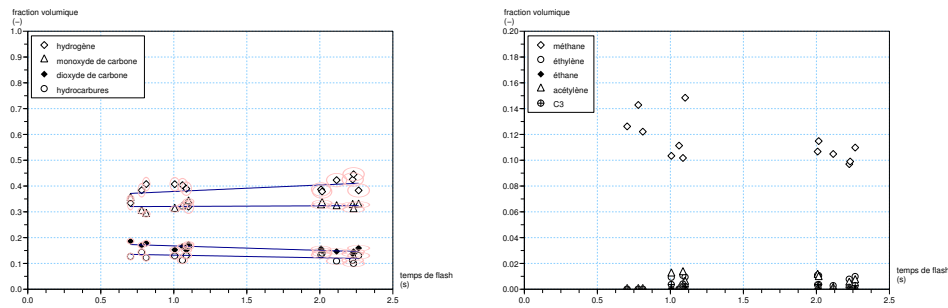 fraction volumique
(−)
1.0
0.9
0.8
0.7
0.6
0.5
0.4
0.3
0.2
0.1
0.0
hydrogène
monoxyde de carbone
dioxyde de carbone
hydrocarbures
0.0
0.5
1.0
1.5
2.0
2.5
temps de flash
(s)
fraction volumique
(−)
0.20
0.18
0.16
0.14
0.12
0.10
0.08
0.06
0.04
0.02
0.00
méthane
éthylène
éthane
acétylène
C3
0.0
0.5
1.0
1.5
2.0
2.5
temps de flash
(s)